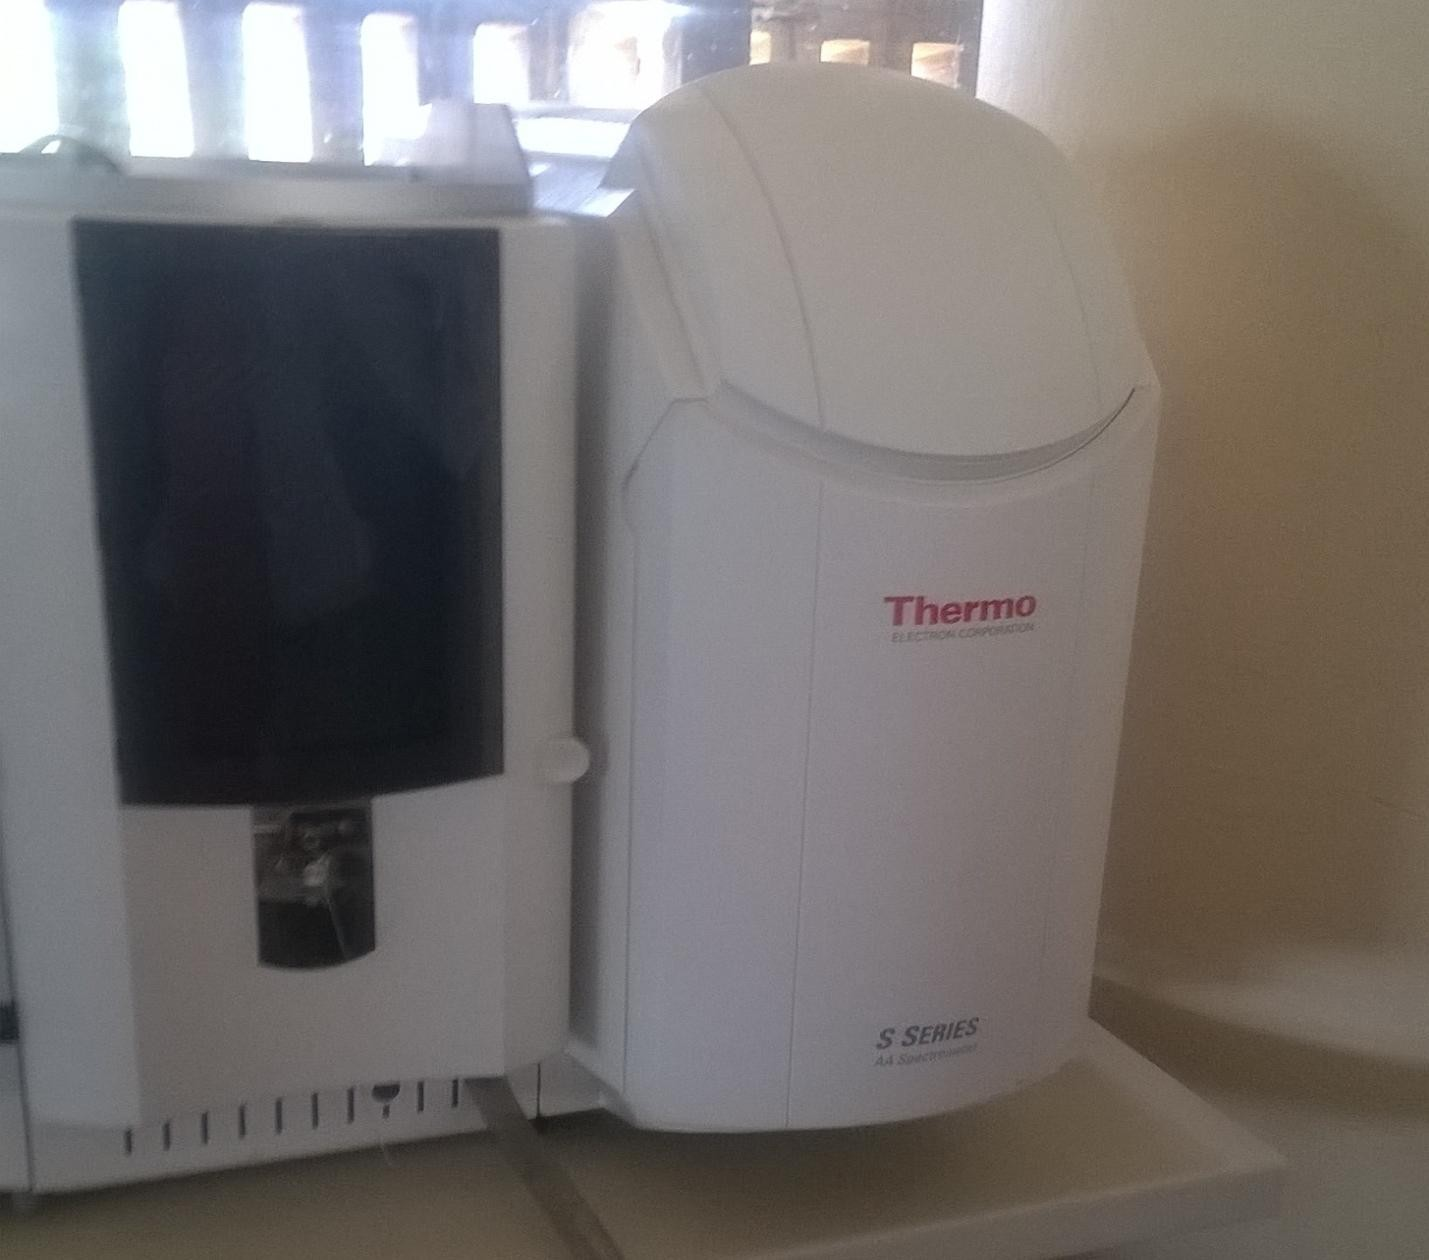 Thermo
ELECTRON CORPORATION
S SERIES
AA Spectrometer